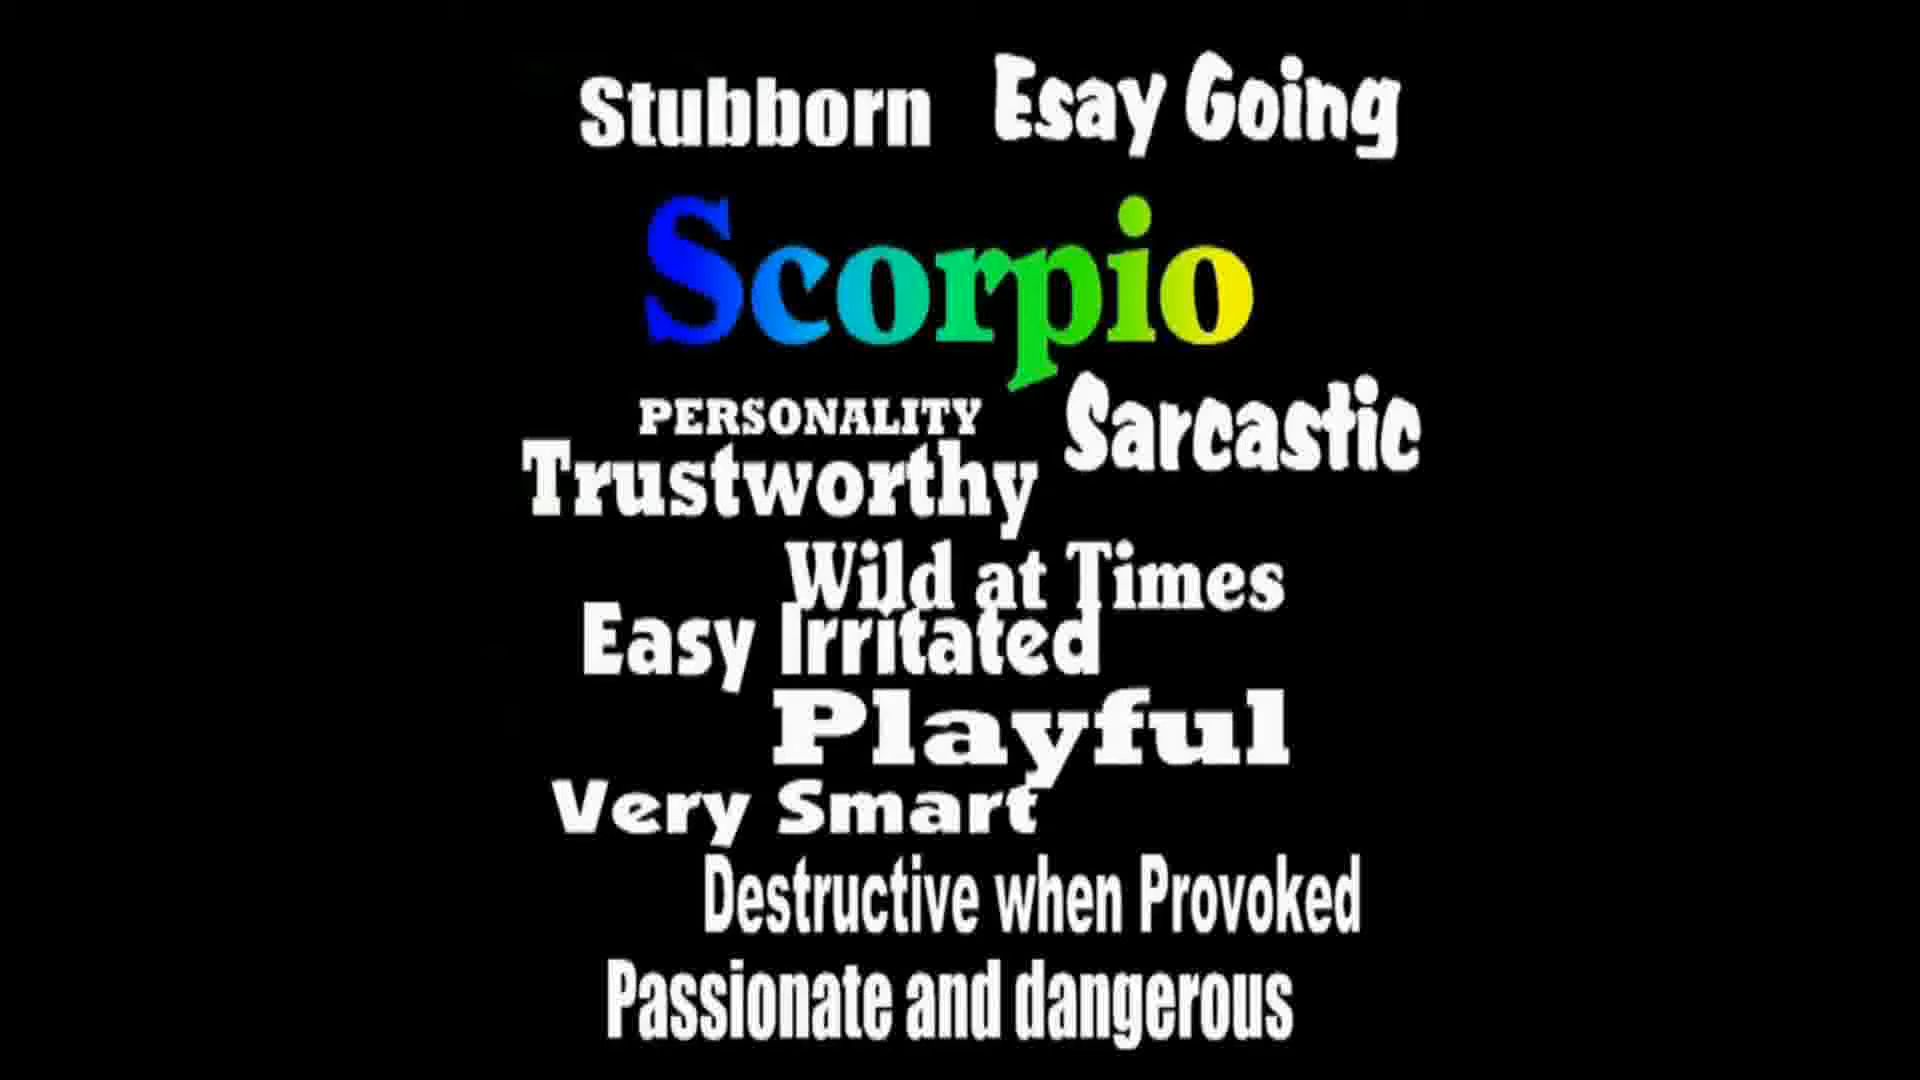 Stubborn Esay Going
Scorpio
PERSONALITY Sarcastic
Trustworthy
Wild at Times
Easy Irritated
Playful
Very Smart
Destructive when Provoked
Passionate and dangerous